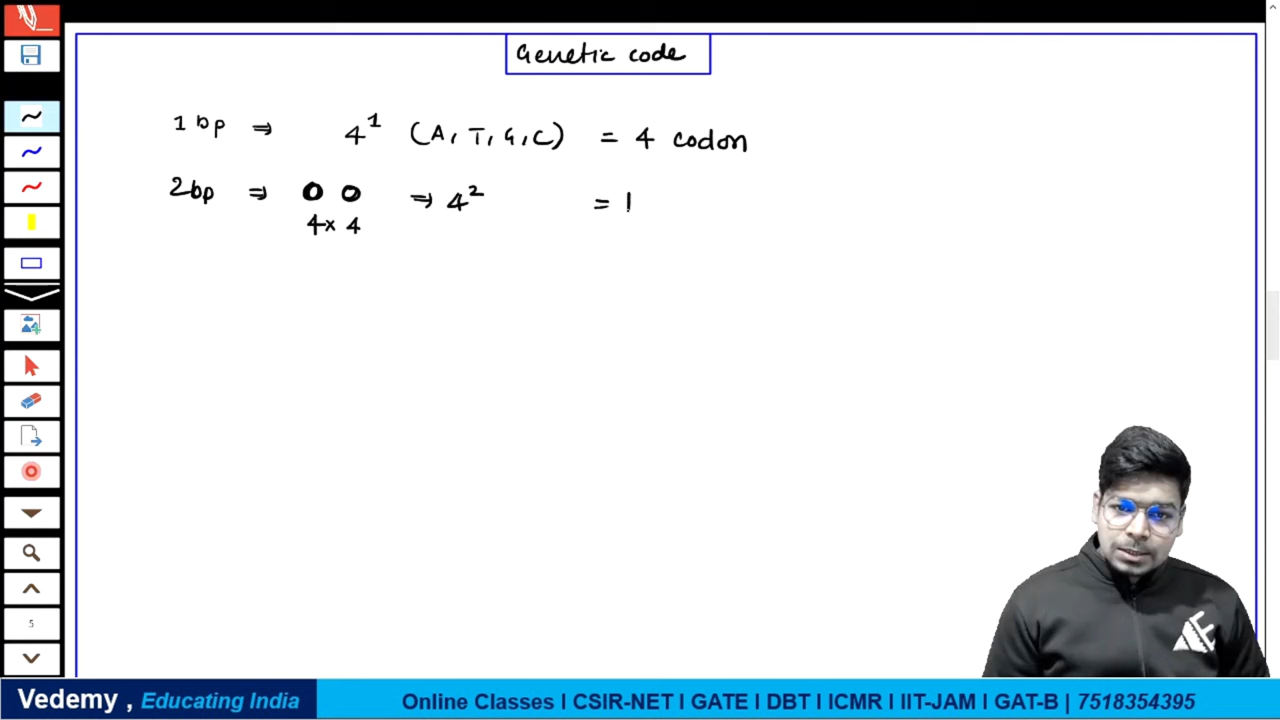 Genetic code
1 bp ⇒ 4¹ (A, T, G, C) = 4 codon
2bp ⇒ 0 0 ⇒ 4² = 1
4 x 4
5
Vedemy , Educating India
Online Classes I CSIR-NET I GATE I DBT I ICMR I IIT-JAM I GAT-B | 7518354395